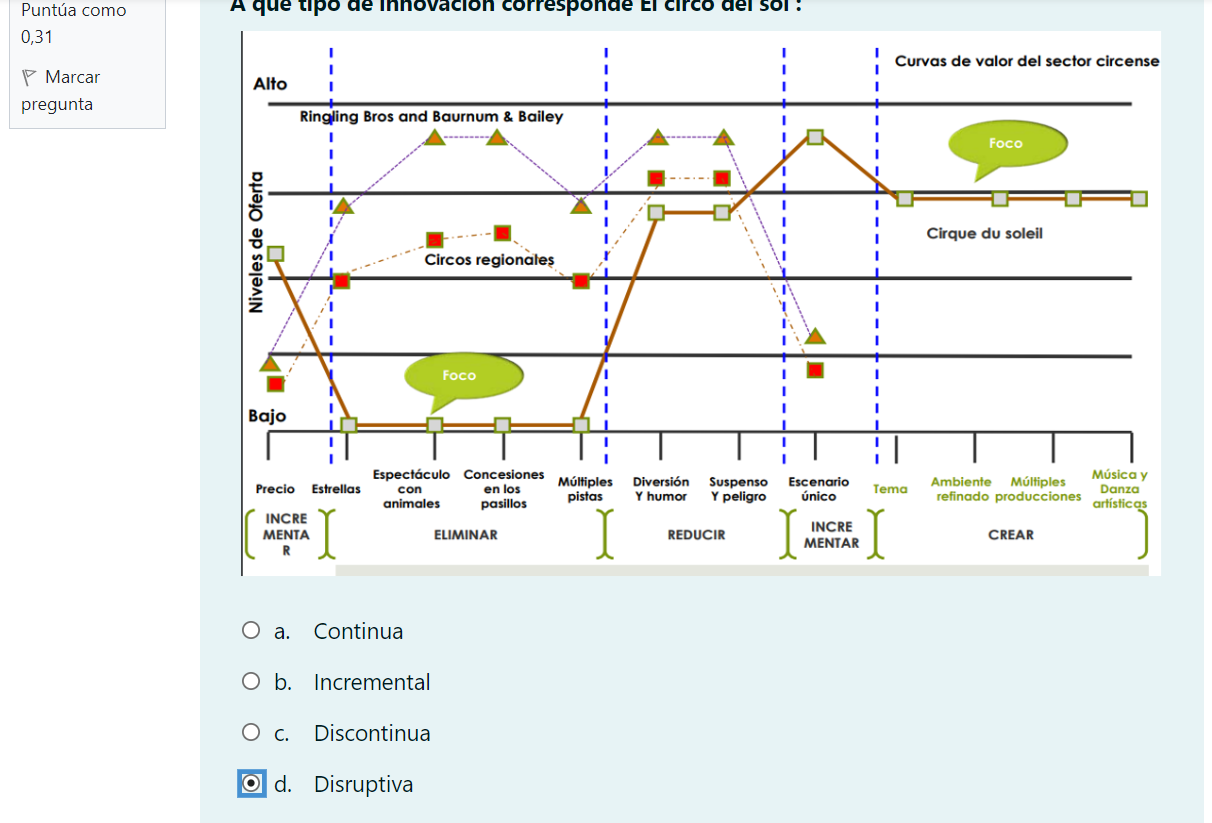 Puntúa como
0,31
Marcar
pregunta
A que tipo de innovación corresponde El circo del sol :
Curvas de valor del sector circense
Alto
Ringling Bros and Baurnum & Bailey
Foco
Niveles de Oferta
Cirque du soleil
Circos regionales
Foco
Bajo
Precio
Estrellas
Espectáculo
con
animales
Concesiones
en los
pasillos
Múltiples
pistas
Diversión
Y humor
Suspenso
Y peligro
Escenario
único
Tema
Ambiente
refinado
Múltiples
producciones
Música y
Danza
artísticas
INCRE
MENTA
R
ELIMINAR
REDUCIR
INCRE
MENTAR
CREAR
a. Continua
b. Incremental
c. Discontinua
d. Disruptiva